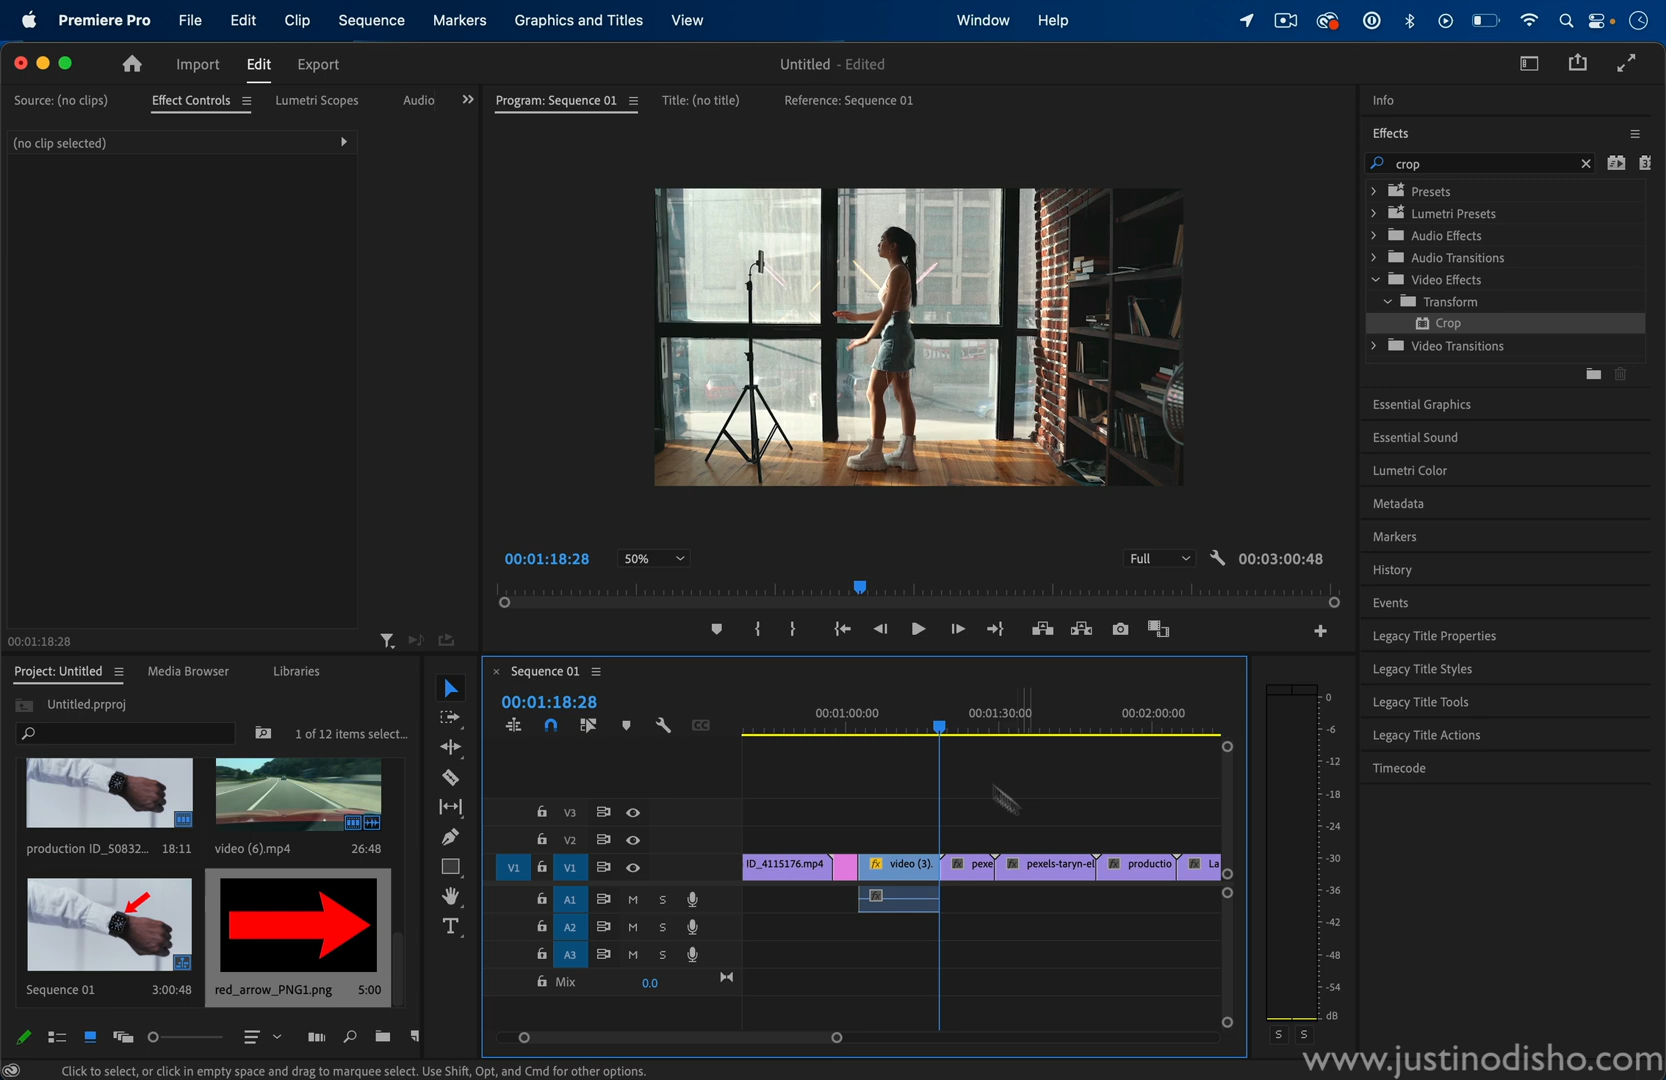 Premiere Pro File Edit Clip Sequence Markers Graphics and Titles View Window Help
Import Edit Export Untitled - Edited
Source: (no clips) Effect Controls Lumetri Scopes Audio
Program: Sequence 01 Title: (no title) Reference: Sequence 01
Info
Effects
(no clip selected)
crop
Presets
Lumetri Presets
Audio Effects
Audio Transitions
Video Effects
Transform
Crop
Video Transitions
Essential Graphics
Essential Sound
Lumetri Color
Metadata
Markers
History
Events
Legacy Title Properties
Legacy Title Styles
Legacy Title Tools
Legacy Title Actions
Timecode
00:01:18:28 50% Full 00:03:00:48
00:01:18:28
Project: Untitled Media Browser Libraries
Untitled.prproj
1 of 12 items select...
production ID_50832... 18:11
video (6).mp4 26:48
Sequence 01 3:00:48
red_arrow_PNG1.png 5:00
Sequence 01
00:01:18:28
00:01:00:00 00:01:30:00 00:02:00:00
V3
V2
V1 V1
ID_4115176.mp4 fx video (3). fx pexe fx pexels-taryn-el fx productio fx La
A1 M S fx
A2 M S
A3 M S
Mix 0.0
0
-6
-12
-18
-24
-30
-36
-42
-48
-54
dB
S S
Click to select, or click in empty space and drag to marquee select. Use Shift, Opt, and Cmd for other options.
www.justinodisho.com